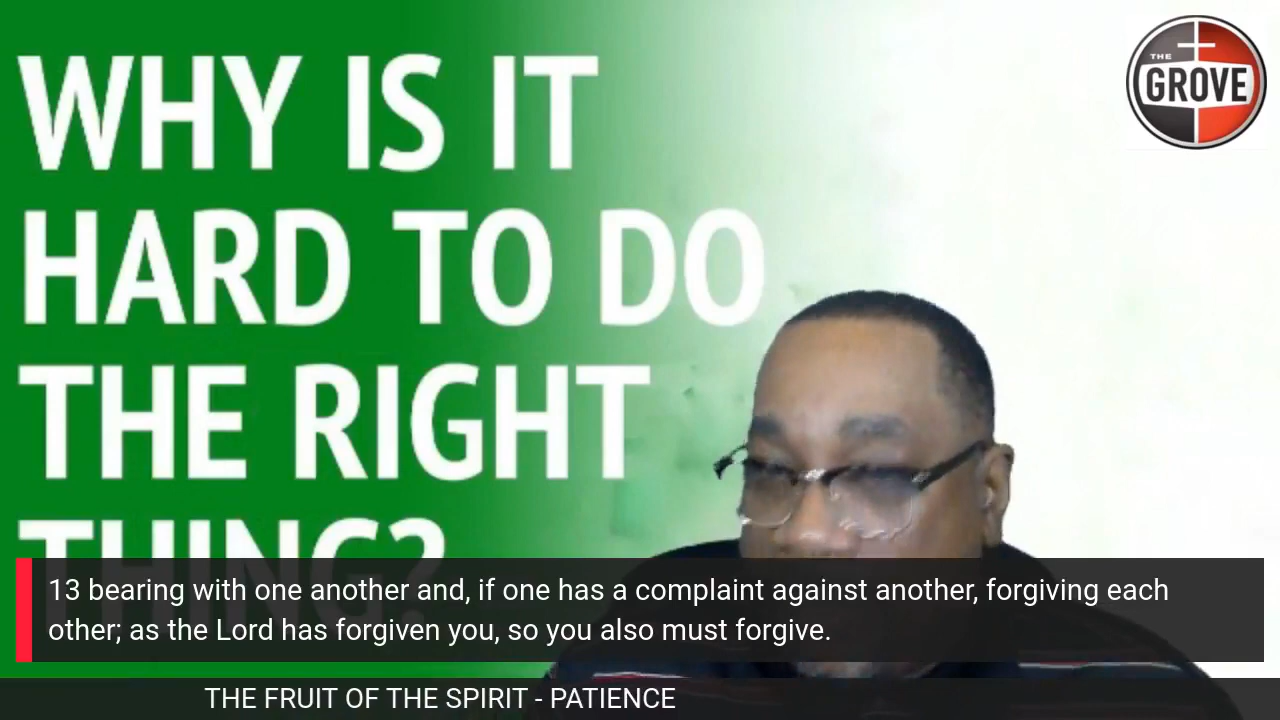 WHY IS IT
HARD TO DO
THE RIGHT
THING?
THE
GROVE
13 bearing with one another and, if one has a complaint against another, forgiving each
other; as the Lord has forgiven you, so you also must forgive.
THE FRUIT OF THE SPIRIT - PATIENCE